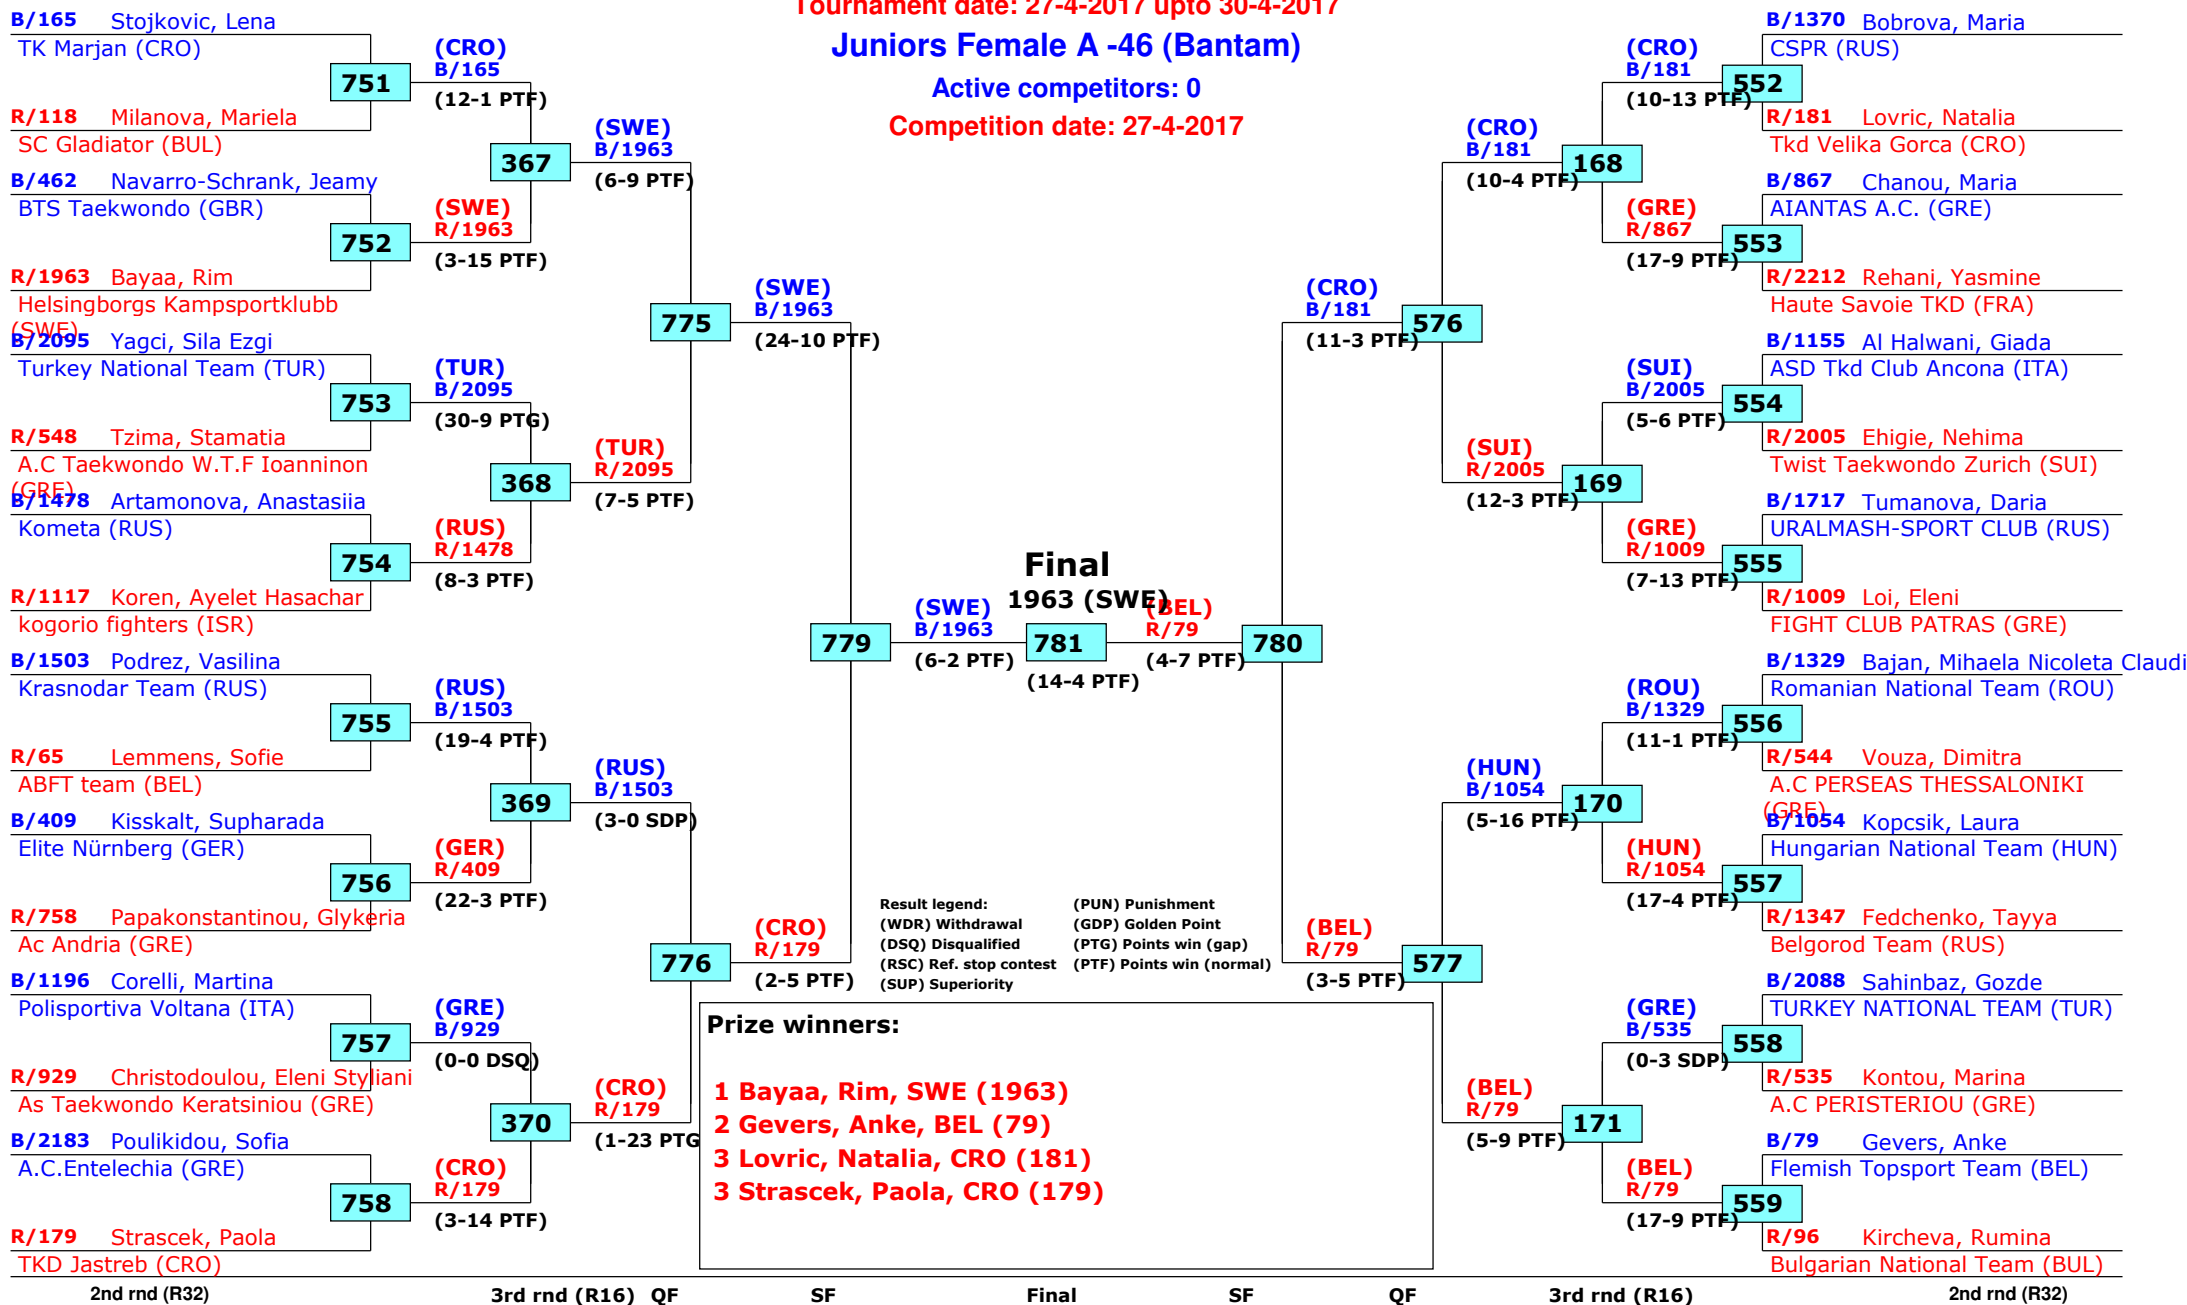 Tournament date: 27-4-2017 upto 30-4-2017
Juniors Female A -46 (Bantam)
Active competitors: 0
Competition date: 27-4-2017
B/165 Stojkovic, Lena
TK Marjan (CRO)
751
R/118 Milanova, Mariela
SC Gladiator (BUL)
B/462 Navarro-Schrank, Jeamy
BTS Taekwondo (GBR)
752
R/1963 Bayaa, Rim
Helsingborgs Kampsportklubb
(SWE)
B/2095 Yagci, Sila Ezgi
Turkey National Team (TUR)
753
R/548 Tzima, Stamatia
A.C Taekwondo W.T.F Ioanninon
(GRE)
B/1478 Artamonova, Anastasiia
Kometa (RUS)
754
R/1117 Koren, Ayelet Hasachar
kogorio fighters (ISR)
B/1503 Podrez, Vasilina
Krasnodar Team (RUS)
755
R/65 Lemmens, Sofie
ABFT team (BEL)
B/409 Kisskalt, Supharada
Elite Nürnberg (GER)
756
R/758 Papakonstantinou, Glykeria
Ac Andria (GRE)
B/1196 Corelli, Martina
Polisportiva Voltana (ITA)
757
R/929 Christodoulou, Eleni Styliani
As Taekwondo Keratsiniou (GRE)
B/2183 Poulikidou, Sofia
A.C.Entelechia (GRE)
758
R/179 Strascek, Paola
TKD Jastreb (CRO)
(CRO)
B/165
(12-1 PTF)
367
(SWE)
R/1963
(3-15 PTF)
(TUR)
B/2095
(30-9 PTG)
368
(RUS)
R/1478
(8-3 PTF)
(RUS)
B/1503
(19-4 PTF)
369
(GER)
R/409
(22-3 PTF)
(GRE)
B/929
(0-0 DSQ)
370
(CRO)
R/179
(3-14 PTF)
(SWE)
B/1963
(6-9 PTF)
775
(TUR)
R/2095
(7-5 PTF)
(RUS)
B/1503
(3-0 SDP)
776
(CRO)
R/179
(1-23 PTG
(SWE)
B/1963
(24-10 PTF)
779
(CRO)
R/179
(2-5 PTF)
Final
1963 (SWE)
(SWE)
B/1963
(6-2 PTF)
781
(14-4 PTF)
(BEL)
R/79
(4-7 PTF)
780
(CRO)
B/181
(11-3 PTF)
576
(BEL)
R/79
(3-5 PTF)
577
(CRO)
B/181
(10-4 PTF)
168
(SUI)
R/2005
(12-3 PTF)
169
(HUN)
B/1054
(5-16 PTF)
170
(BEL)
R/79
(5-9 PTF)
171
(CRO)
B/181
(10-13 PTF)
(GRE)
R/867
(17-9 PTF)
(SUI)
B/2005
(5-6 PTF)
(GRE)
R/1009
(7-13 PTF)
(ROU)
B/1329
(11-1 PTF)
(HUN)
R/1054
(17-4 PTF)
(GRE)
B/535
(0-3 SDP)
(BEL)
R/79
(17-9 PTF)
B/1370 Bobrova, Maria
CSPR (RUS)
552
R/181 Lovric, Natalia
Tkd Velika Gorca (CRO)
B/867 Chanou, Maria
AIANTAS A.C. (GRE)
553
R/2212 Rehani, Yasmine
Haute Savoie TKD (FRA)
B/1155 Al Halwani, Giada
ASD Tkd Club Ancona (ITA)
554
R/2005 Ehigie, Nehima
Twist Taekwondo Zurich (SUI)
B/1717 Tumanova, Daria
URALMASH-SPORT CLUB (RUS)
555
R/1009 Loi, Eleni
FIGHT CLUB PATRAS (GRE)
B/1329 Bajan, Mihaela Nicoleta Claudi
Romanian National Team (ROU)
556
R/544 Vouza, Dimitra
A.C PERSEAS THESSALONIKI
(GRE)
B/1054 Kopcsik, Laura
Hungarian National Team (HUN)
557
R/1347 Fedchenko, Tayya
Belgorod Team (RUS)
B/2088 Sahinbaz, Gozde
TURKEY NATIONAL TEAM (TUR)
558
R/535 Kontou, Marina
A.C PERISTERIOU (GRE)
B/79 Gevers, Anke
Flemish Topsport Team (BEL)
559
R/96 Kircheva, Rumina
Bulgarian National Team (BUL)
Result legend: (PUN) Punishment
(WDR) Withdrawal (GDP) Golden Point
(DSQ) Disqualified (PTG) Points win (gap)
(RSC) Ref. stop contest (PTF) Points win (normal)
(SUP) Superiority
Prize winners:
1 Bayaa, Rim, SWE (1963)
2 Gevers, Anke, BEL (79)
3 Lovric, Natalia, CRO (181)
3 Strascek, Paola, CRO (179)
2nd rnd (R32) 3rd rnd (R16) QF SF Final SF QF 3rd rnd (R16) 2nd rnd (R32)